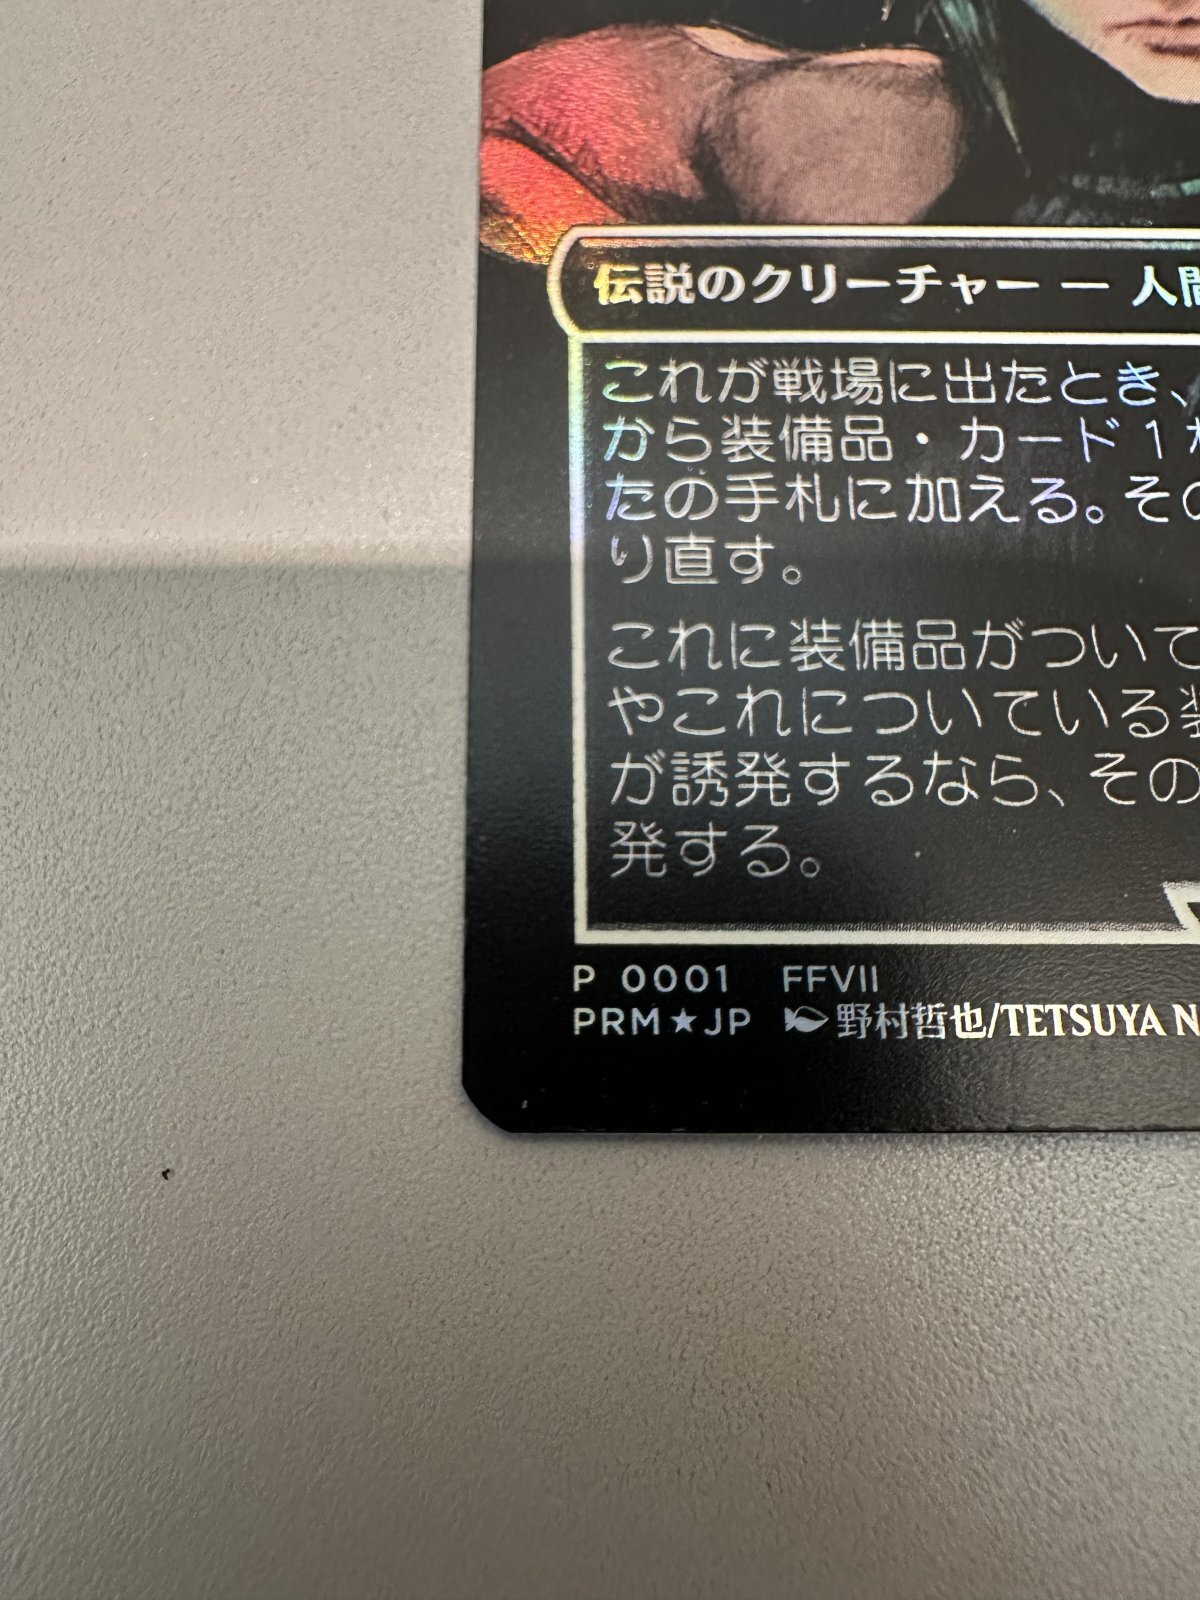 伝説のクリーチャー — 人間
これが戦場に出たとき、
から装備品・カード1
たの手札に加える。その
り直す。
これに装備品がついて
やこれについている装
が誘発するなら、その
発する。
P 0001 FFVII
PRM★JP 野村哲也/TETSUYA N